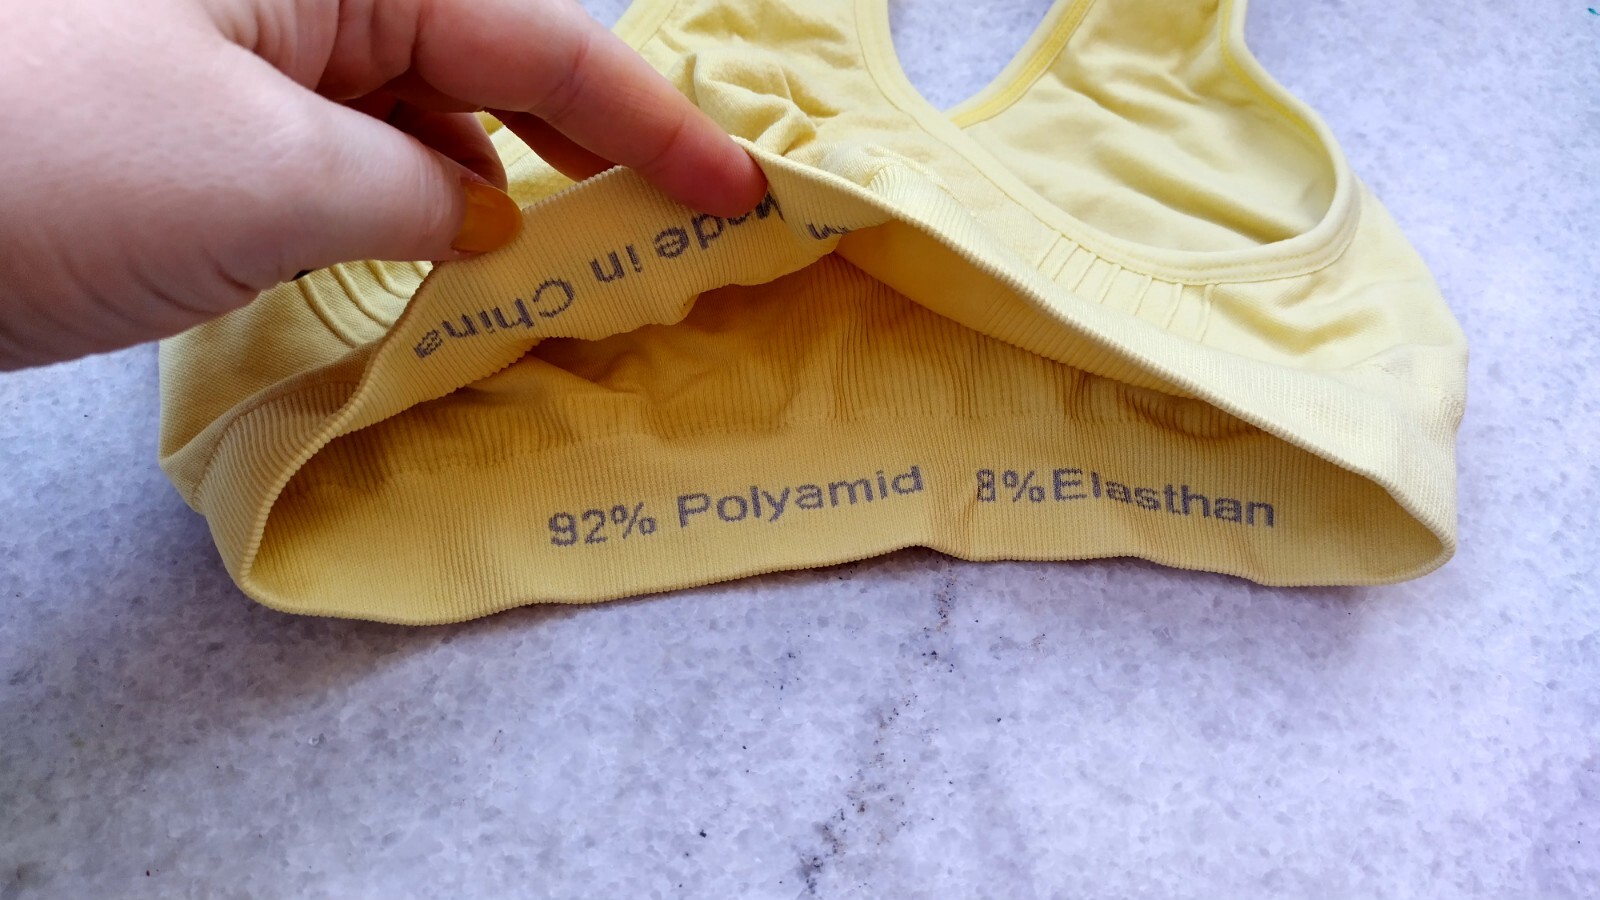 Made in China
92% Polyamid 8% Elasthan